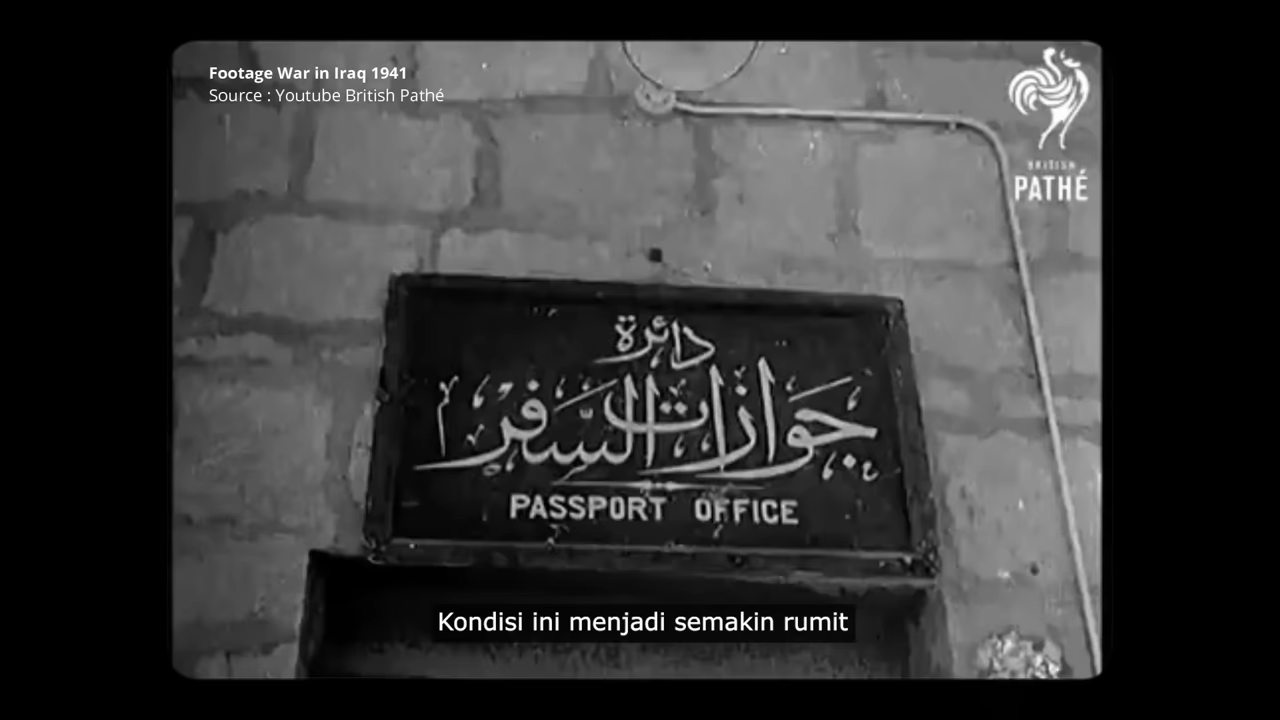 Footage War in Iraq 1941
Source : Youtube British Pathé
BRITISH
PATHÉ
دائرة
جوازات السفر
PASSPORT OFFICE
Kondisi ini menjadi semakin rumit